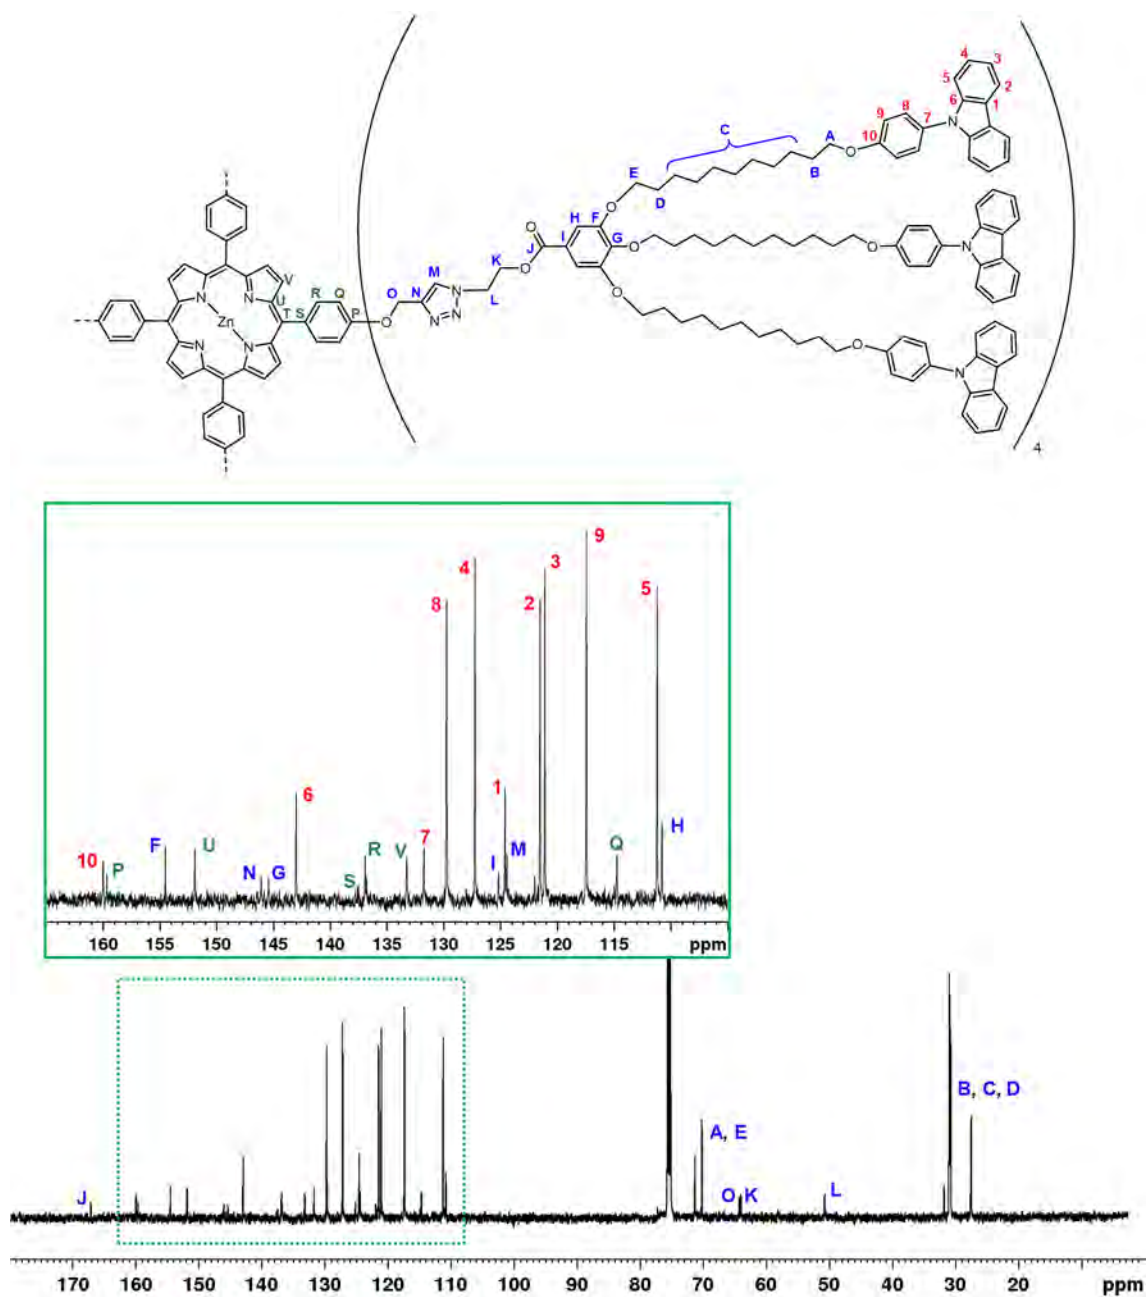 4 3
5 2
6 1
C A 9 8 7 N
10
O
B
E
O D
H F
I G
O J O N
K O O
M
V R Q O N L O
U P
N N T S O N N N
Zn
N N O N
4
9
4 3
8 2 5
1
6 H
10 F U 7 I M Q
P N G R V
S
160 155 150 145 140 135 130 125 120 115 ppm
B, C, D
A, E
J O K L
170 160 150 140 130 120 110 100 90 80 70 60 50 40 30 20 ppm